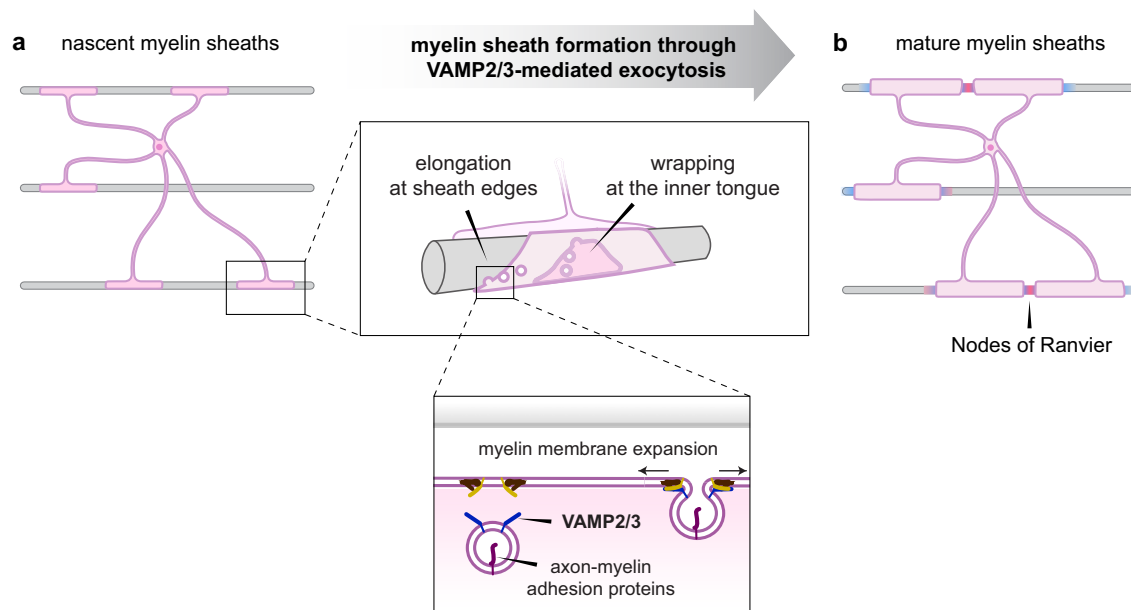 a
nascent myelin sheaths
myelin sheath formation through
VAMP2/3-mediated exocytosis
b
mature myelin sheaths
elongation
at sheath edges
wrapping
at the inner tongue
Nodes of Ranvier
myelin membrane expansion
VAMP2/3
axon-myelin
adhesion proteins